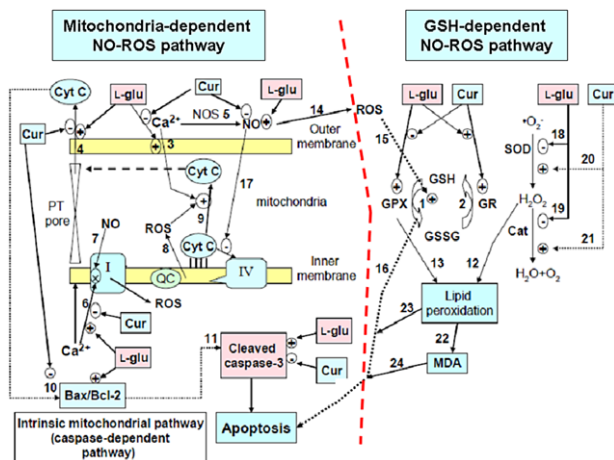 Mitochondria-dependent
NO-ROS pathway
GSH-dependent
NO-ROS pathway
Cyt C
L-glu
Cur
L-glu
Cur
Ca²⁺
NOS 5
NO
14
ROS
4
3
Outer
membrane
L-glu
Cur
L-glu
Cur
•O₂⁻
18
SOD
20
H₂O₂
19
Cat
21
H₂O+O₂
15
GSH
GPX
1
2
GR
GSSG
13
12
16
PT
pore
Cyt C
17
mitochondria
9
ROS
8
Cyt C
NO
7
I
QC
IV
Inner
membrane
6
ROS
Cur
Ca²⁺
L-glu
10
Bax/Bcl-2
11
Cleaved
caspase-3
L-glu
Cur
Lipid
peroxidation
23
22
24
MDA
Apoptosis
Intrinsic mitochondrial pathway
(caspase-dependent
pathway)